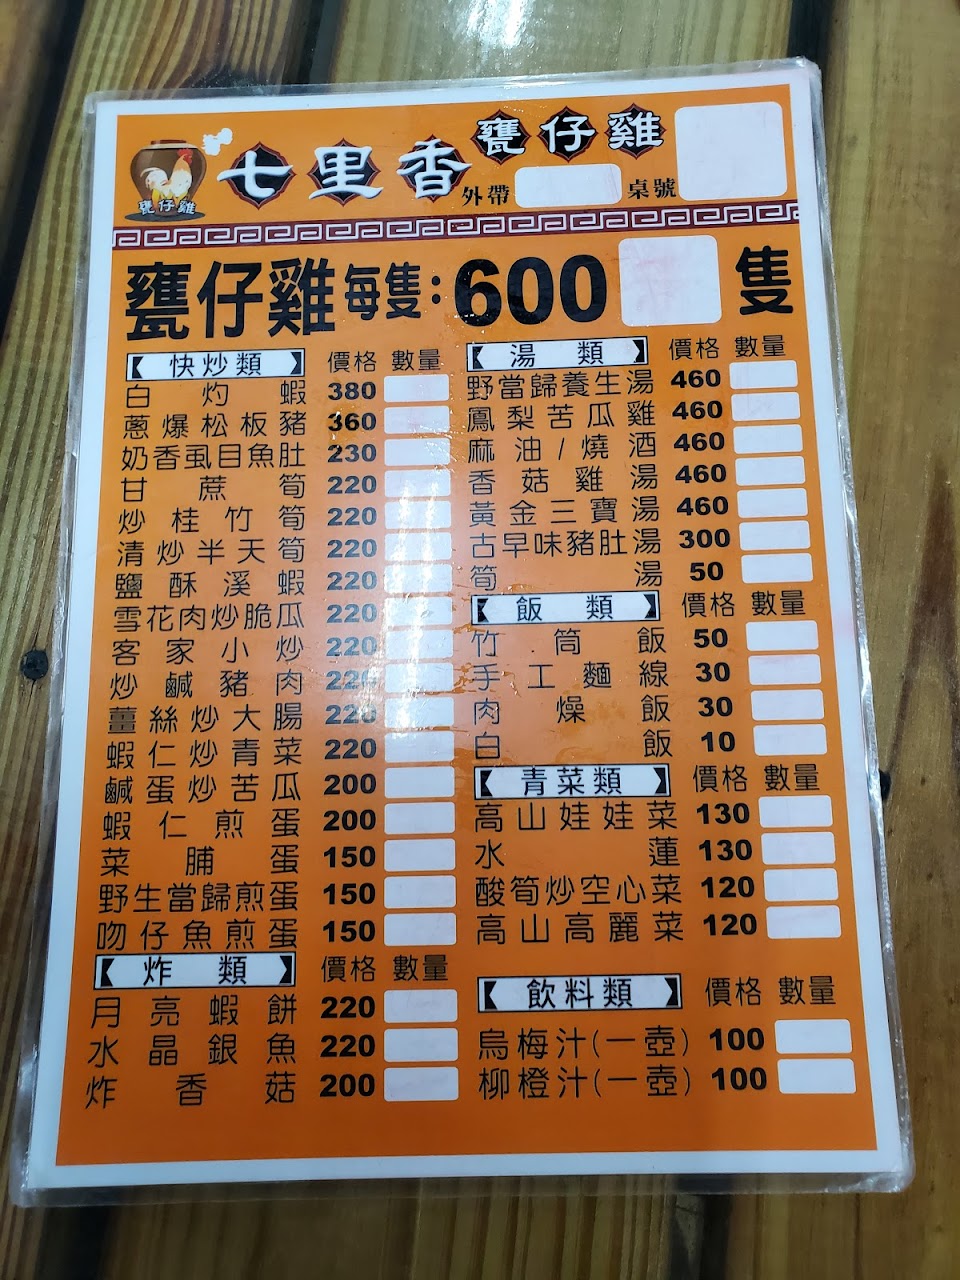 七里香甕仔雞
甕仔雞
外帶 桌號
甕仔雞每隻:600 隻
【快炒類】 價格 數量
白灼蝦 380
蔥爆松板豬 360
奶香虱目魚肚 230
甘蔗筍 220
炒桂竹筍 220
清炒半天筍 220
鹽酥溪蝦 220
雪花肉炒脆瓜 220
客家小炒 220
炒鹹豬肉 220
薑絲炒大腸 220
蝦仁炒青菜 220
鹹蛋炒苦瓜 200
蝦仁煎蛋 200
菜脯蛋 150
野生當歸煎蛋 150
吻仔魚煎蛋 150
【炸類】 價格 數量
月亮蝦餅 220
水晶銀魚 220
炸香菇 200
【湯類】 價格 數量
野當歸養生湯 460
鳳梨苦瓜雞 460
麻油/燒酒 460
香菇雞湯 460
黃金三寶湯 460
古早味豬肚湯 300
筍湯 50
【飯類】 價格 數量
竹筒飯 50
手工麵線 30
肉燥飯 30
白飯 10
【青菜類】 價格 數量
高山娃娃菜 130
水蓮 130
酸筍炒空心菜 120
高山高麗菜 120
【飲料類】 價格 數量
烏梅汁(一壺) 100
柳橙汁(一壺) 100